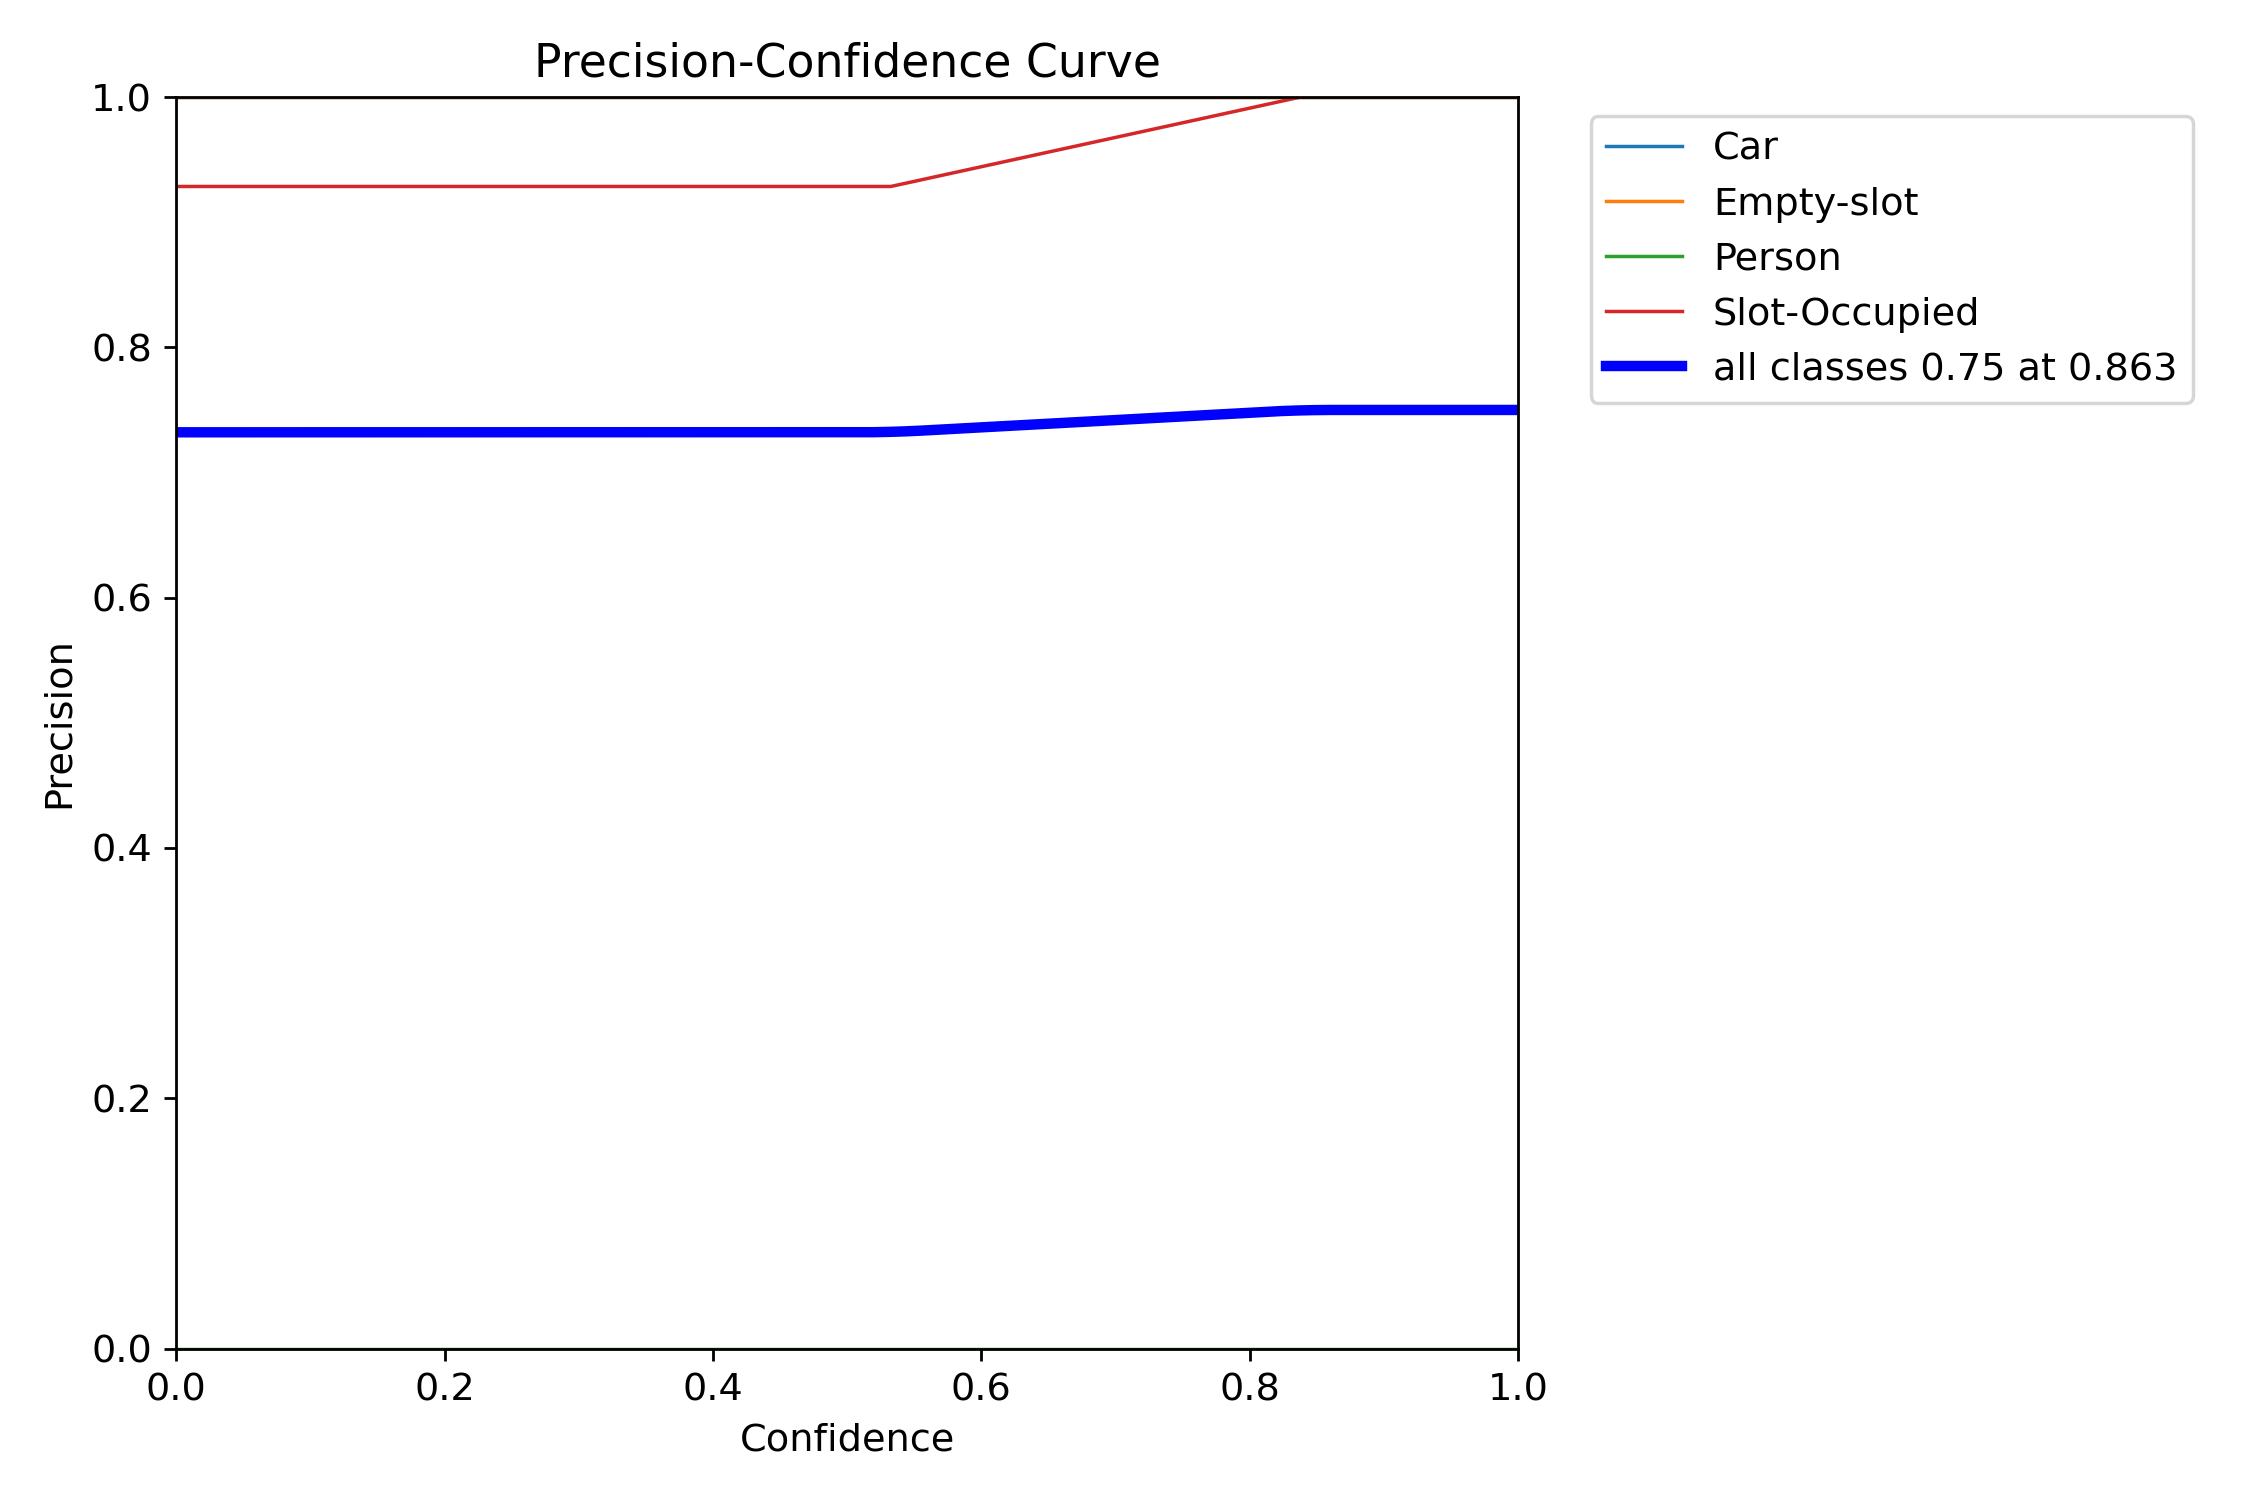 Precision-Confidence Curve
1.0
0.8
0.6
0.4
0.2
0.0
Precision
0.0 0.2 0.4 0.6 0.8 1.0
Confidence
Car
Empty-slot
Person
Slot-Occupied
all classes 0.75 at 0.863